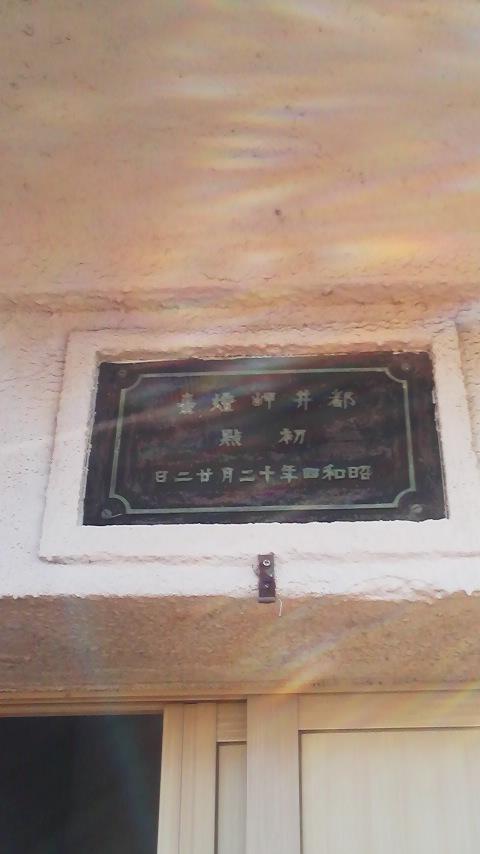 都井岬燈臺
初點
昭和四年十二月廿二日